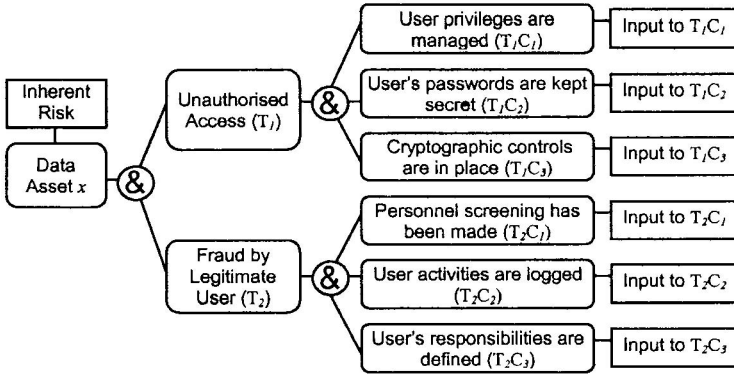 User privileges are
managed (T₁C₁)
Input to T₁C₁
Inherent
Risk
Unauthorised
Access (T₁)
&
User's passwords are kept
secret (T₁C₂)
Input to T₁C₂
Data
Asset x
&
Cryptographic controls
are in place (T₁C₃)
Input to T₁C₃
Personnel screening has
been made (T₂C₁)
Input to T₂C₁
Fraud by
Legitimate
User (T₂)
&
User activities are logged
(T₂C₂)
Input to T₂C₂
User's responsibilities are
defined (T₂C₃)
Input to T₂C₃